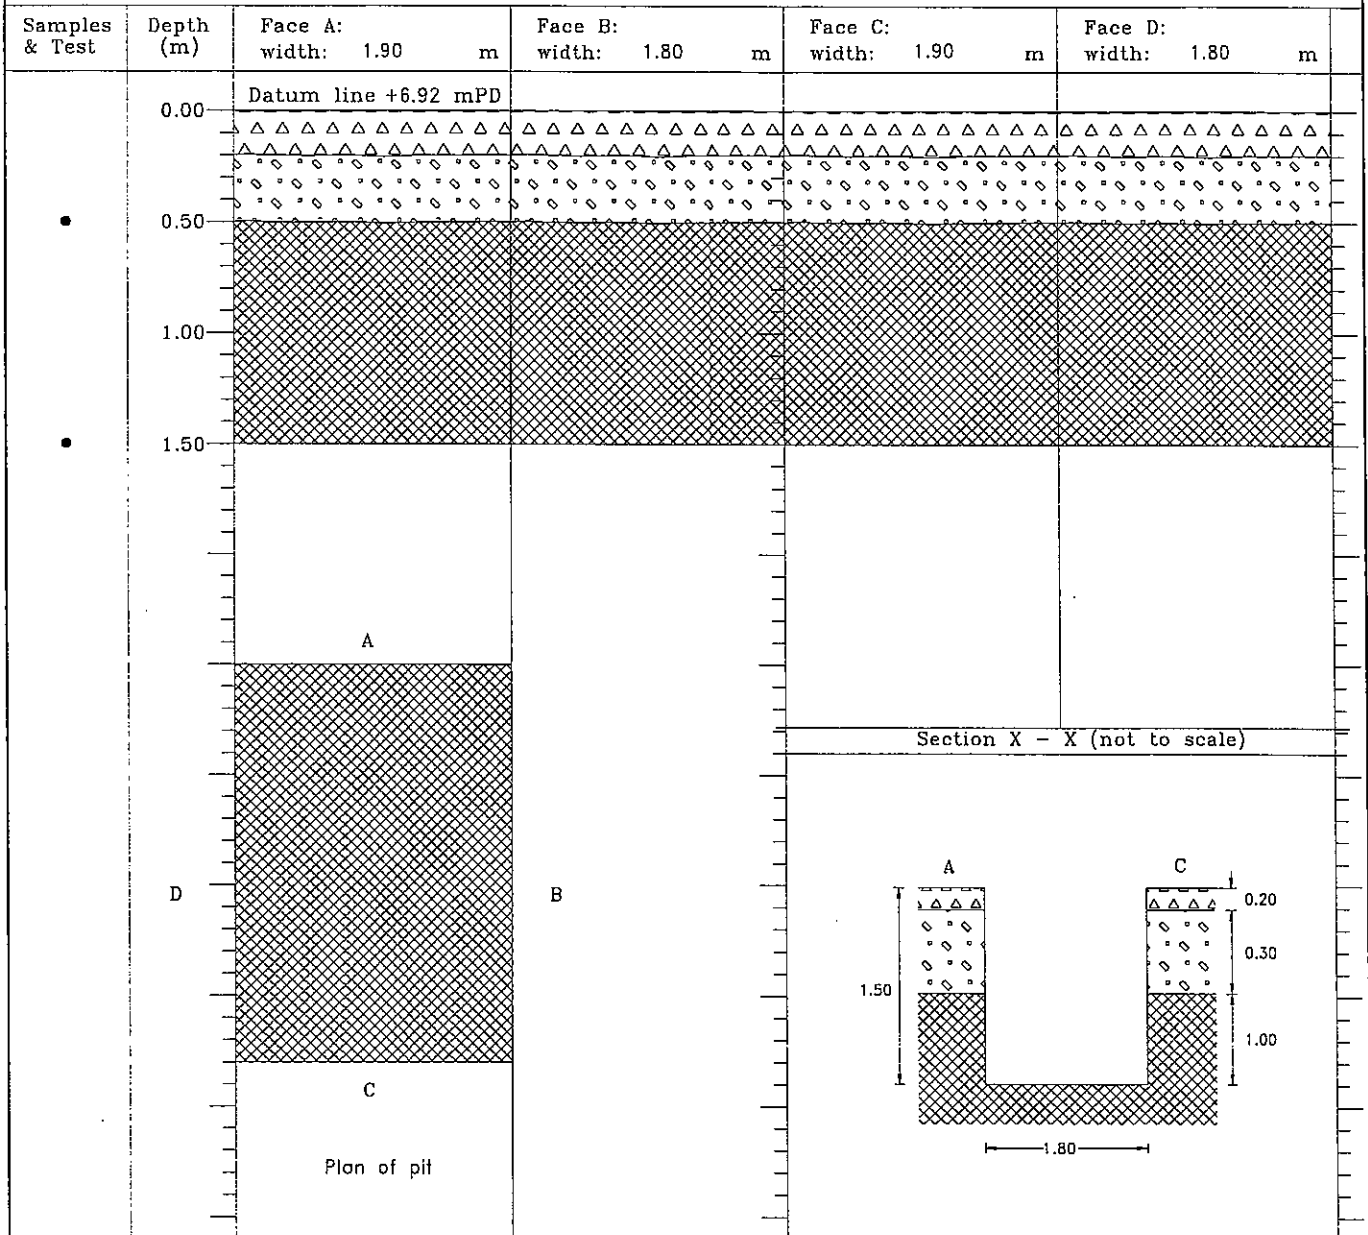 Samples & Test
Depth (m)
Face A:
width: 1.90 m
Face B:
width: 1.80 m
Face C:
width: 1.90 m
Face D:
width: 1.80 m
Datum line +6.92 mPD
0.00
0.50
1.00
1.50
A
D
B
C
Plan of pit
Section X - X (not to scale)
A
C
0.20
0.30
1.50
1.00
1.80